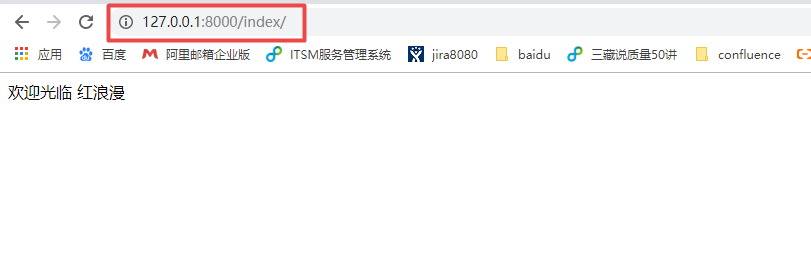 127.0.0.1:8000/index/
应用 百度 阿里邮箱企业版 ITSM服务管理系统 jira8080 baidu 三藏说质量50讲 confluence
欢迎光临 红浪漫